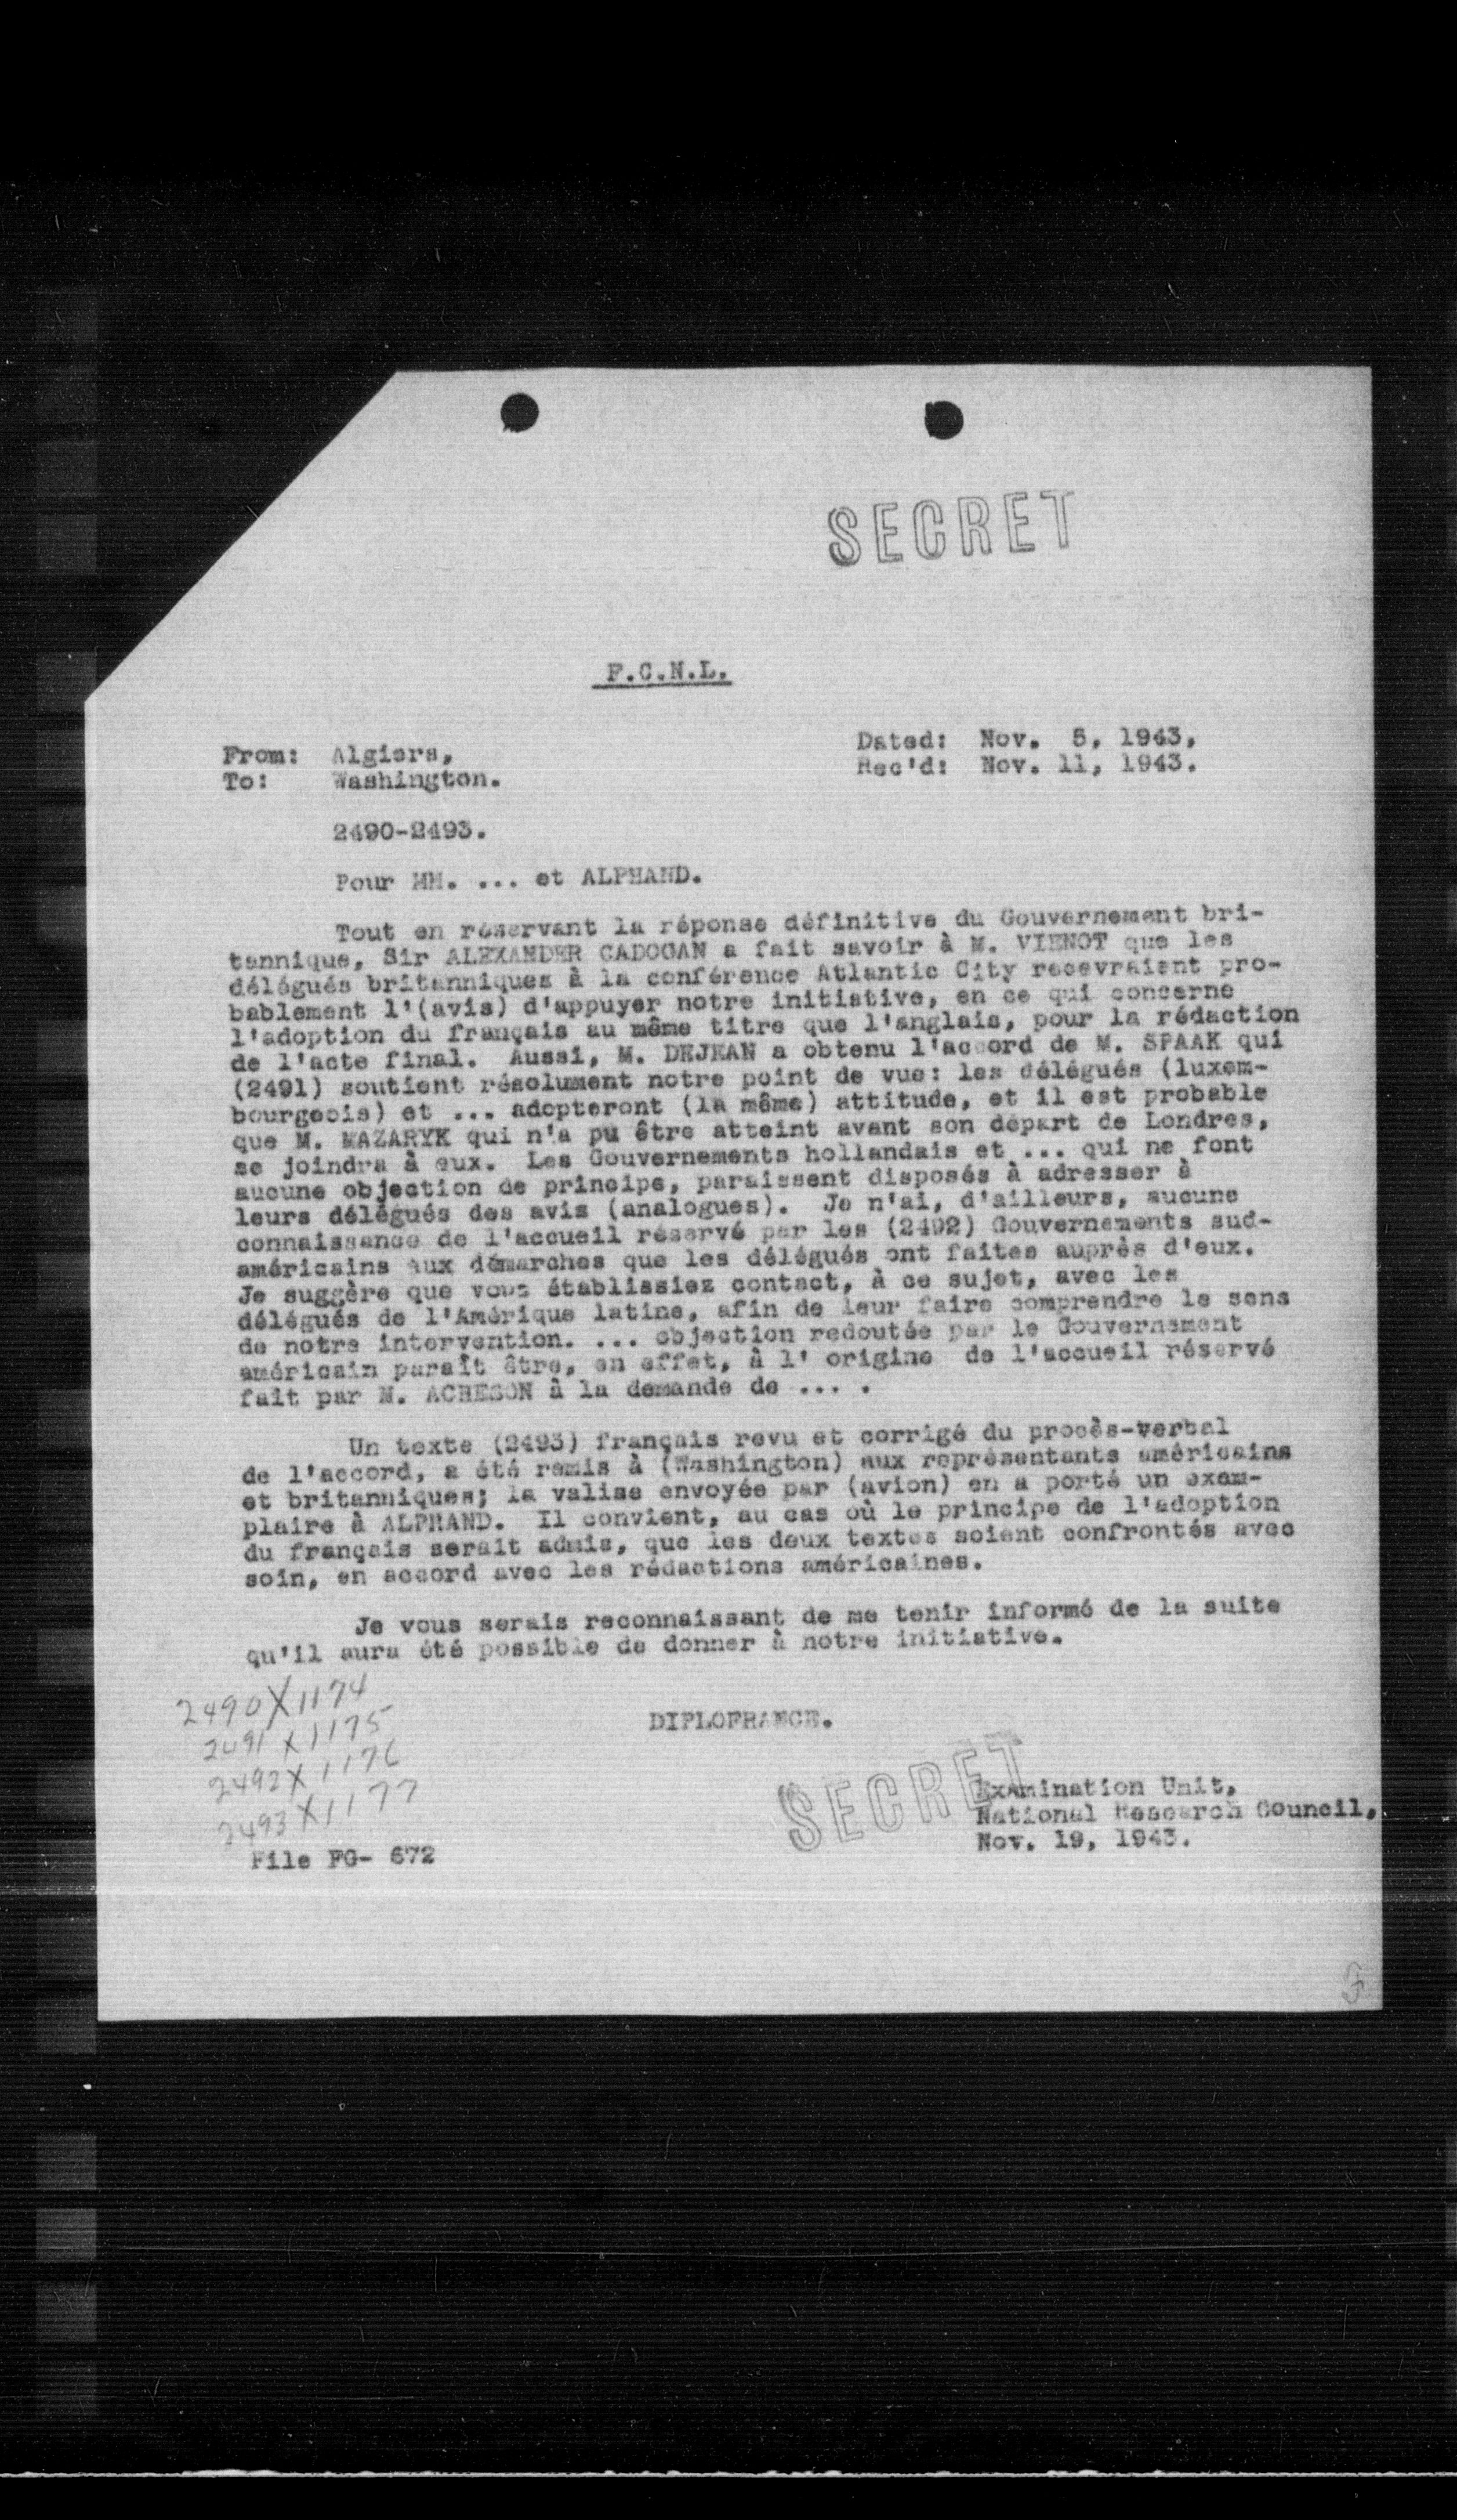 SECRET
F.C.N.L.
From: Algiers,
To: Washington.
Dated: Nov. 5, 1943,
Rec'd: Nov. 11, 1943.
2490-2493.
Pour MM. ... et ALPHAND.
Tout en réservant la réponse définitive du Gouvernement bri-
tannique, Sir ALEXANDER CADOGAN a fait savoir à M. VIENOT que les
délégués britanniques à la conférence Atlantic City recevraient pro-
bablement l'(avis) d'appuyer notre initiative, en ce qui concerne
l'adoption du français au même titre que l'anglais, pour la rédaction
de l'acte final. Aussi, M. DEJEAN a obtenu l'accord de M. SPAAK qui
(2491) soutient résolument notre point de vue: les délégués (luxem-
bourgeois) et ... adopteront (la même) attitude, et il est probable
que M. MAZARYK qui n'a pu être atteint avant son départ de Londres,
se joindra à eux. Les Gouvernements hollandais et ... qui ne font
aucune objection de principe, paraissent disposés à adresser à
leurs délégués des avis (analogues). Je n'ai, d'ailleurs, aucune
connaissance de l'accueil réservé par les (2492) Gouvernements sud-
américains aux démarches que les délégués ont faites auprès d'eux.
Je suggère que vous établissiez contact, à ce sujet, avec les
délégués de l'Amérique latine, afin de leur faire comprendre le sens
de notre intervention. ... objection redoutée par le Gouvernement
américain paraît être, en effet, à l' origine de l'accueil réservé
fait par M. ACHESON à la demande de ... .
Un texte (2493) français revu et corrigé du procès-verbal
de l'accord, a été remis à (Washington) aux représentants américains
et britanniques; la valise envoyée par (avion) en a porté un exem-
plaire à ALPHAND. Il convient, au cas où le principe de l'adoption
du français serait admis, que les deux textes soient confrontés avec
soin, en accord avec les rédactions américaines.
Je vous serais reconnaissant de me tenir informé de la suite
qu'il aura été possible de donner à notre initiative.
DIPLOFRANCE.
2490 X 1174
2491 X 1175
2492 X 1176
2493 X 1177
File FG- 672
SECRET
Examination Unit,
National Research Council,
Nov. 19, 1943.